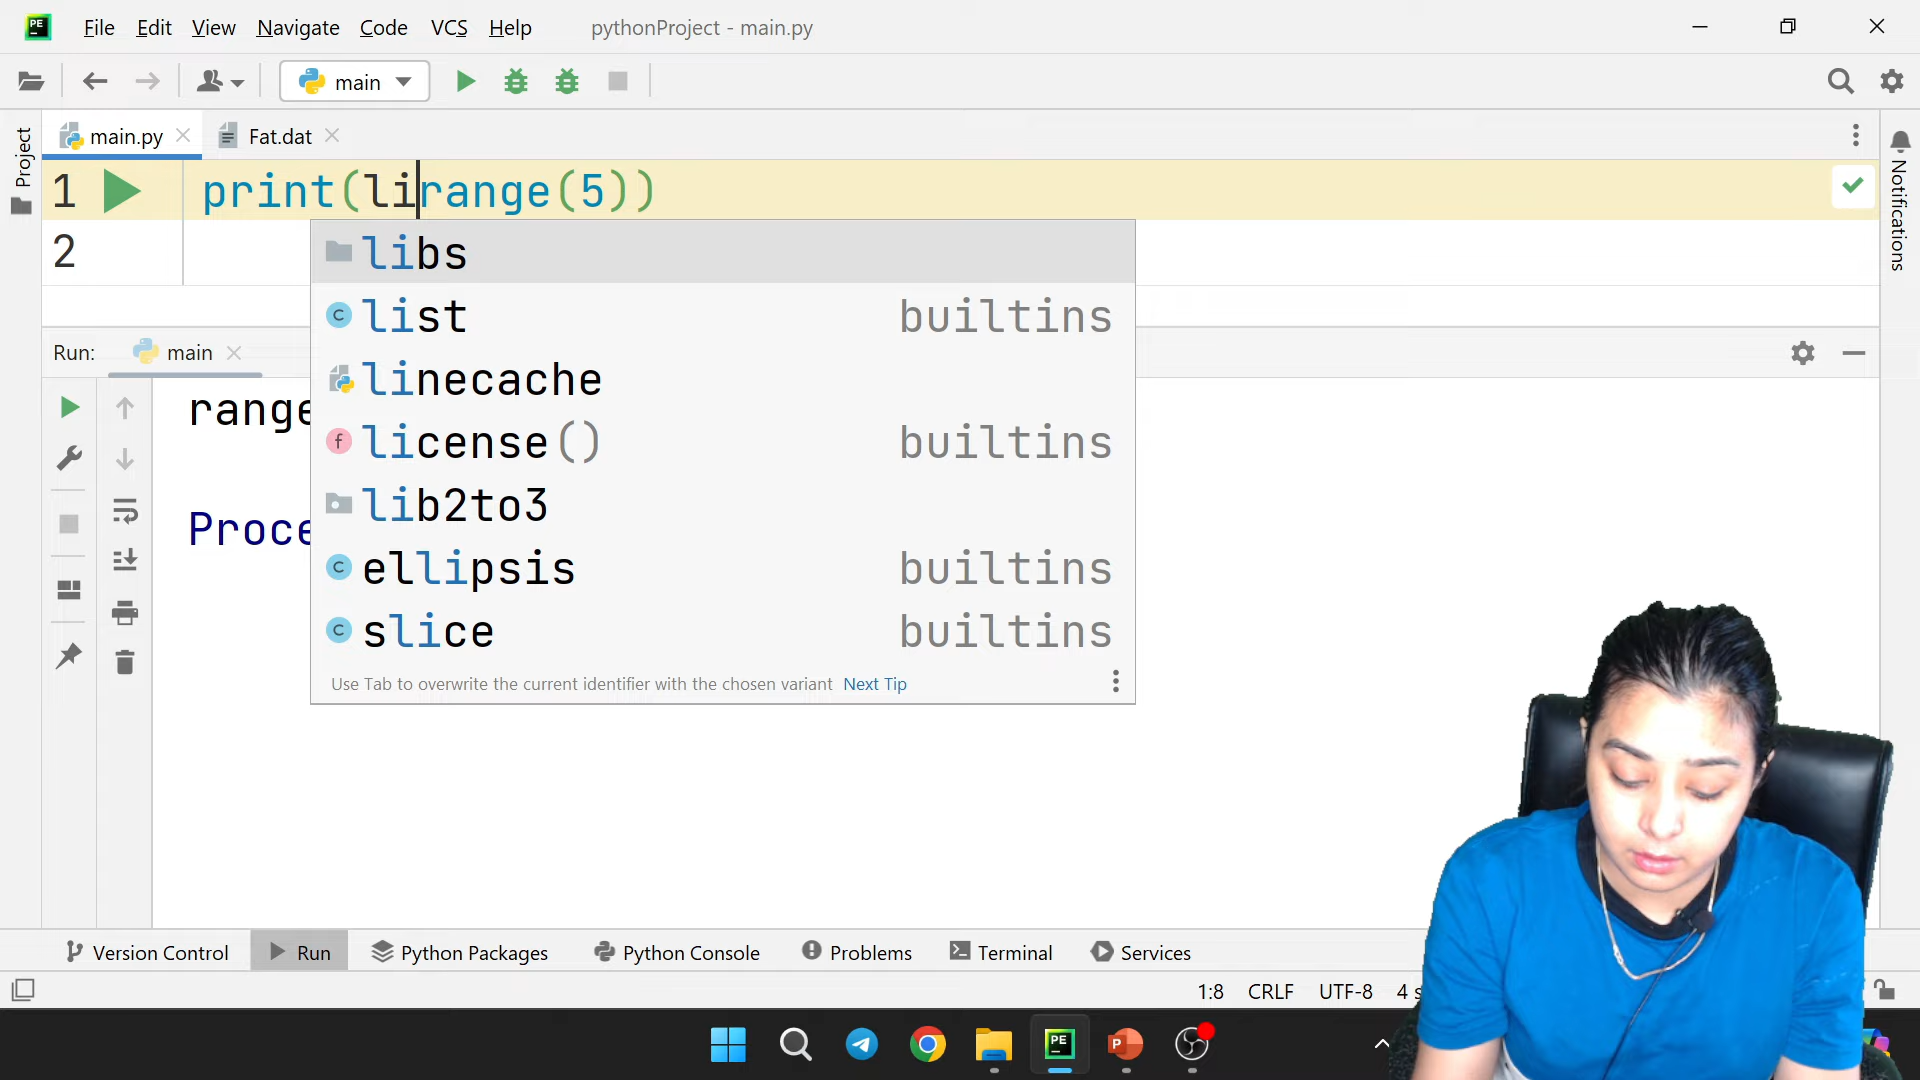 PE File Edit View Navigate Code VCS Help pythonProject - main.py
main
main.py Fat.dat
Project
Notifications
1 print(lirange(5))
2
libs
list builtins
linecache
license() builtins
lib2to3
ellipsis builtins
slice builtins
Use Tab to overwrite the current identifier with the chosen variant Next Tip
Run: main
range
Proce
Version Control Run Python Packages Python Console Problems Terminal Services
1:8 CRLF UTF-8 4 s